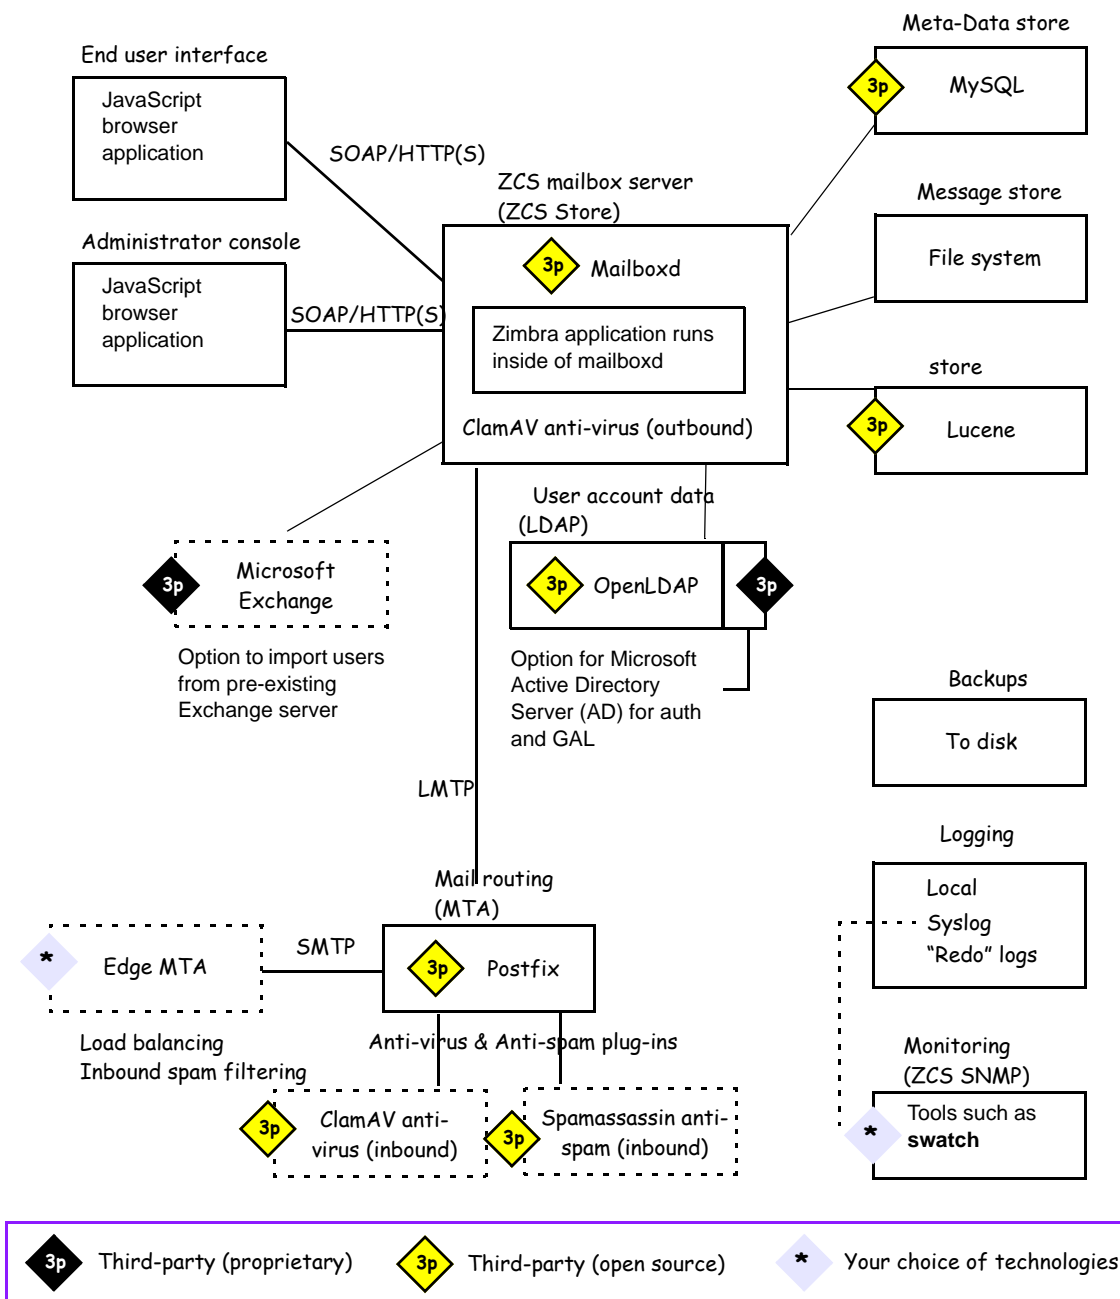 Meta-Data store
3p
MySQL
End user interface
JavaScript
browser
application
SOAP/HTTP(S)
ZCS mailbox server
(ZCS Store)
Message store
File system
Administrator console
JavaScript
browser
application
SOAP/HTTP(S)
3p
Mailboxd
Zimbra application runs
inside of mailboxd
ClamAV anti-virus (outbound)
store
3p
Lucene
User account data
(LDAP)
3p
OpenLDAP
3p
Option for Microsoft
Active Directory
Server (AD) for auth
and GAL
3p
Microsoft
Exchange
Option to import users
from pre-existing
Exchange server
Backups
To disk
LMTP
Logging
Local
Syslog
“Redo” logs
Mail routing
(MTA)
3p
Postfix
SMTP
*
Edge MTA
Load balancing
Inbound spam filtering
Anti-virus & Anti-spam plug-ins
3p
ClamAV anti-
virus (inbound)
3p
Spamassassin anti-
spam (inbound)
Monitoring
(ZCS SNMP)
*
Tools such as
swatch
3p
Third-party (proprietary)
3p
Third-party (open source)
*
Your choice of technologies